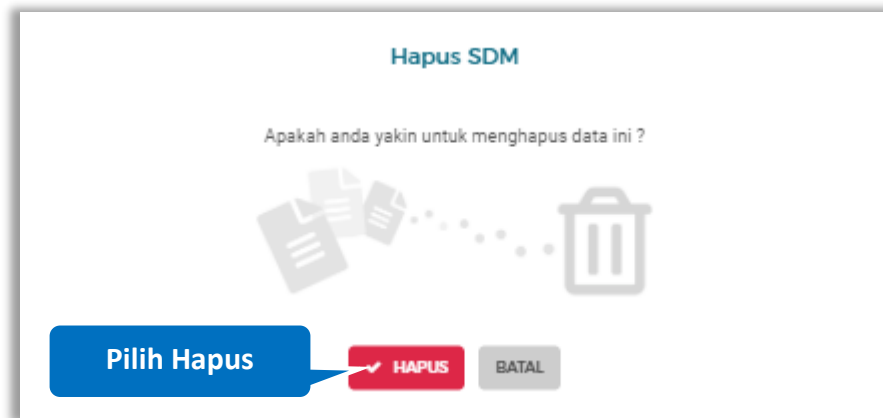 Hapus SDM
Apakah anda yakin untuk menghapus data ini ?
Pilih Hapus
HAPUS
BATAL